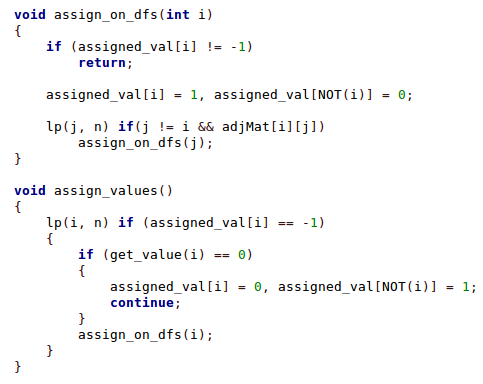 void assign_on_dfs(int i)
{
    if (assigned_val[i] != -1)
        return;

    assigned_val[i] = 1, assigned_val[NOT(i)] = 0;

    lp(j, n) if(j != i && adjMat[i][j])
        assign_on_dfs(j);
}

void assign_values()
{
    lp(i, n) if (assigned_val[i] == -1)
    {
        if (get_value(i) == 0)
        {
            assigned_val[i] = 0, assigned_val[NOT(i)] = 1;
            continue;
        }
        assign_on_dfs(i);
    }
}